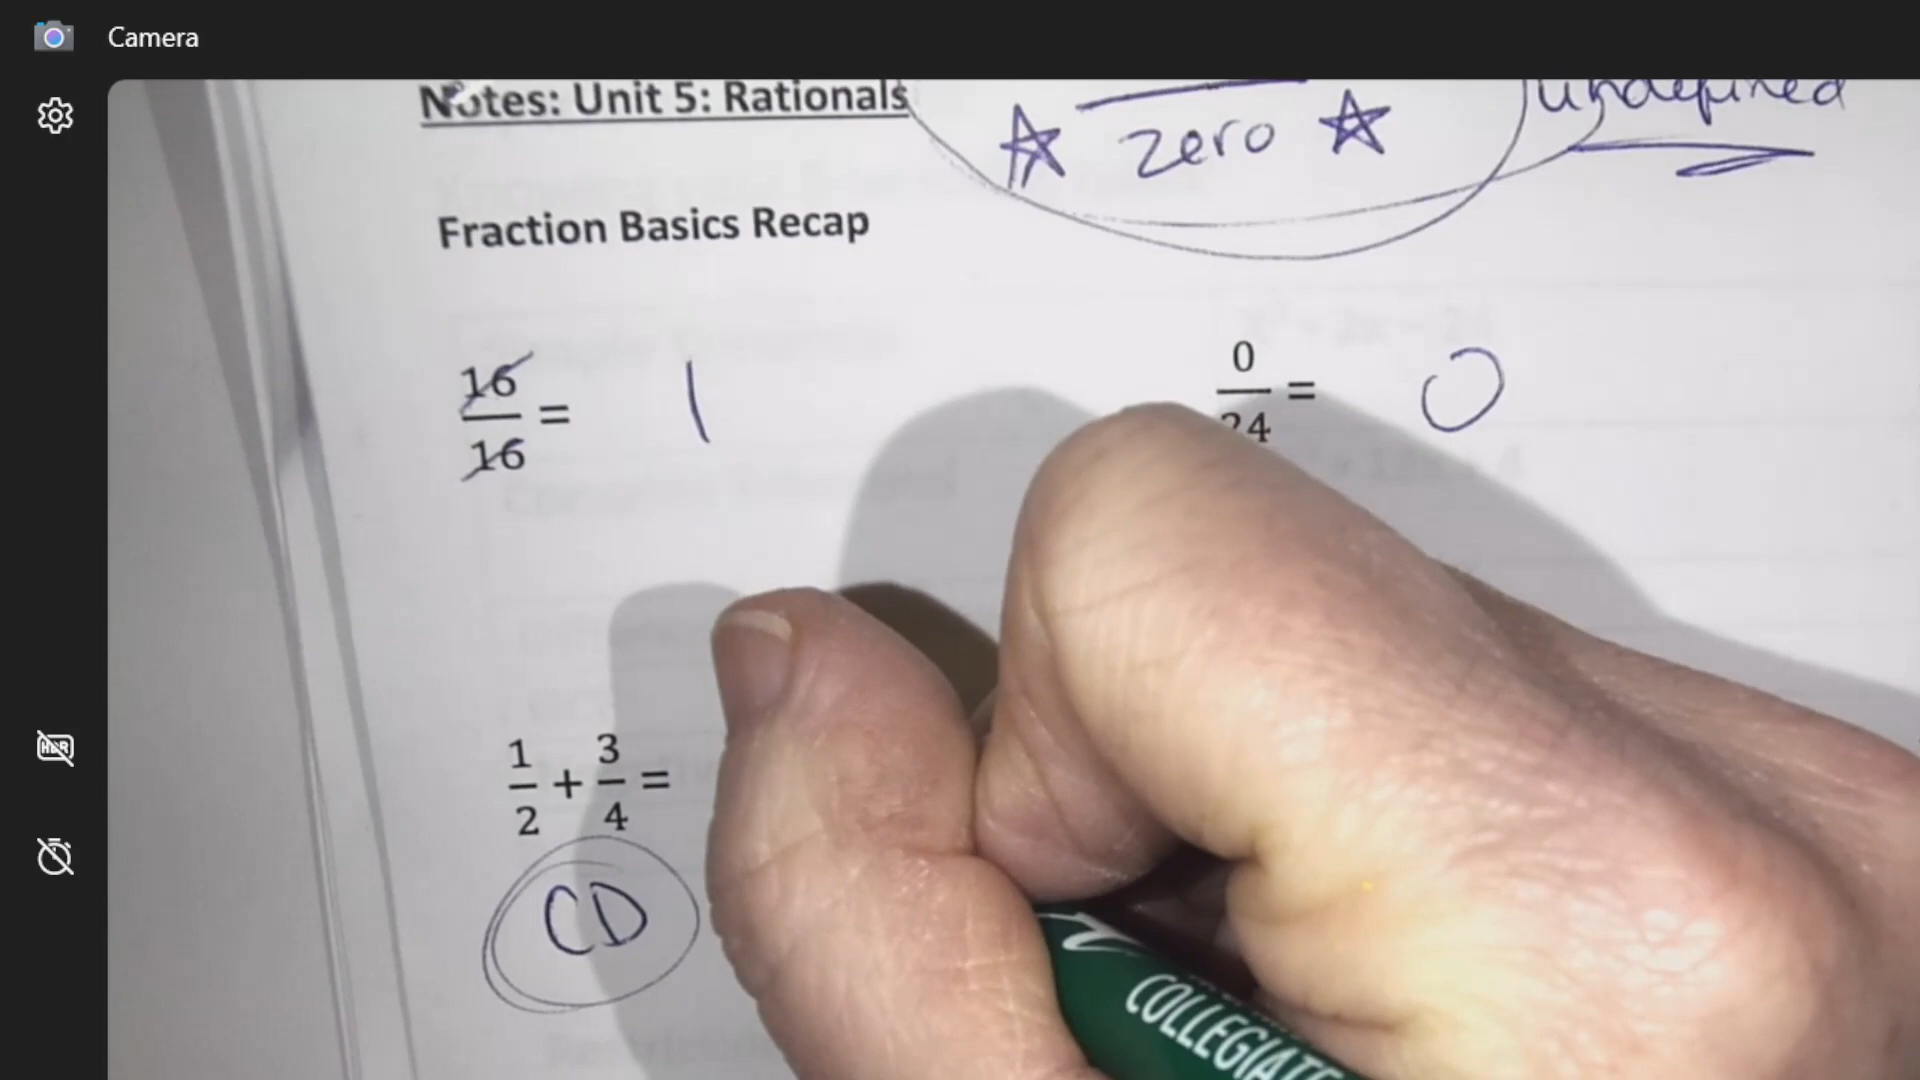 Camera
Notes: Unit 5: Rationals
undefined
☆ zero ☆
Fraction Basics Recap
16/16 = 1
0/24 = 0
1/2 + 3/4 =
CD
COLLEGIATE